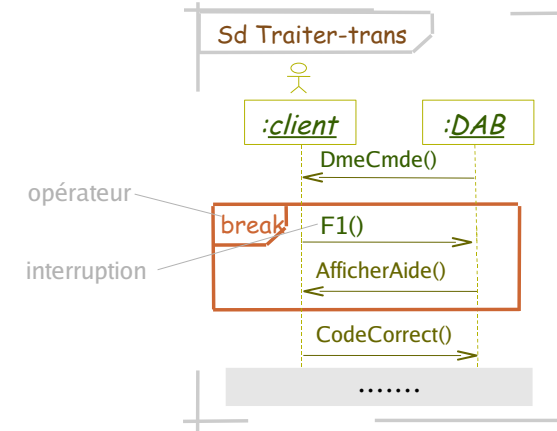 Sd Traiter-trans
:client
:DAB
DmeCmde()
opérateur
break
F1()
interruption
AfficherAide()
CodeCorrect()
.......